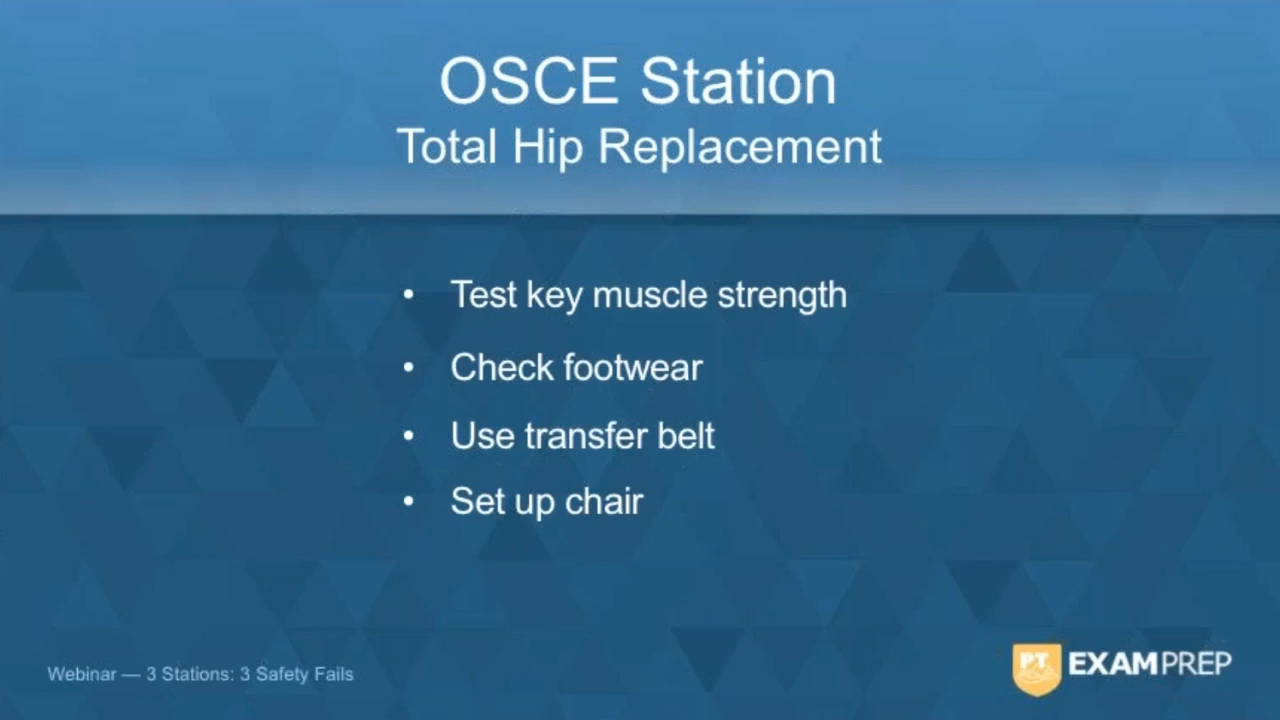 OSCE Station
Total Hip Replacement
• Test key muscle strength
• Check footwear
• Use transfer belt
• Set up chair
Webinar — 3 Stations: 3 Safety Fails
PT EXAMPREP